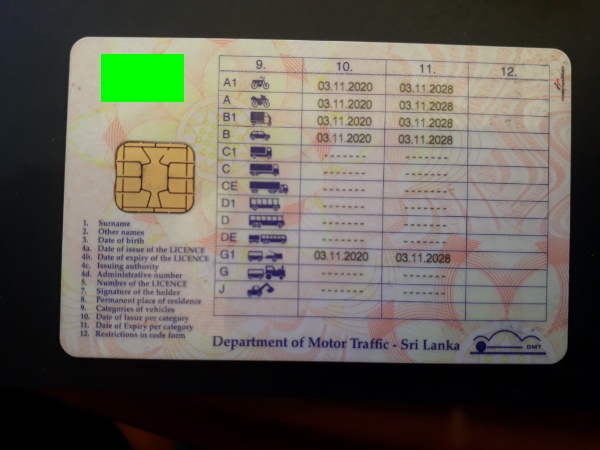 9. 10. 11. 12.
A1 03.11.2020 03.11.2028
A 03.11.2020 03.11.2028
B1 03.11.2020 03.11.2028
B 03.11.2020 03.11.2028
C1 - - - - - - - - - - - - - -
C - - - - - - - - - - - - - -
CE - - - - - - - - - - - - - -
D1 - - - - - - - - - - - - - -
D - - - - - - - - - - - - - -
DE - - - - - - - - - - - - - -
G1 03.11.2020 03.11.2028
G - - - - - - - - - - - - - -
J - - - - - - - - - - - - - -
1. Surname
2. Other names
3. Date of birth
4a. Date of issue of the LICENCE
4b. Date of expiry of the LICENCE
4c. Issuing authority
4d. Administrative number
5. Number of the LICENCE
7. Signature of the holder
8. Permanent place of residence
9. Categories of vehicles
10. Date of Issue per category
11. Date of Expiry per category
12. Restrictions in code form
Department of Motor Traffic - Sri Lanka
DMT